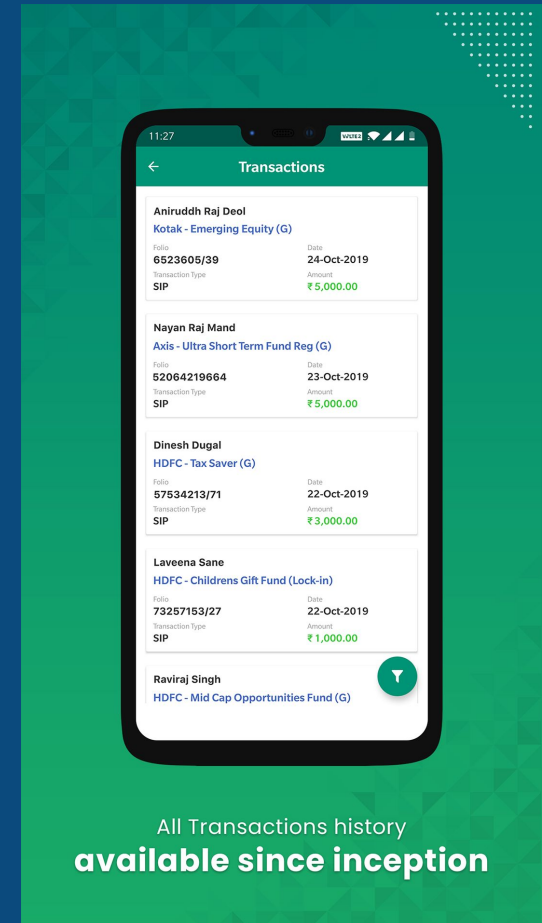 11:27
Transactions
Aniruddh Raj Deol
Kotak - Emerging Equity (G)
Folio Date
6523605/39 24-Oct-2019
Transaction Type Amount
SIP ₹ 5,000.00
Nayan Raj Mand
Axis - Ultra Short Term Fund Reg (G)
Folio Date
52064219664 23-Oct-2019
Transaction Type Amount
SIP ₹ 5,000.00
Dinesh Dugal
HDFC - Tax Saver (G)
Folio Date
57534213/71 22-Oct-2019
Transaction Type Amount
SIP ₹ 3,000.00
Laveena Sane
HDFC - Childrens Gift Fund (Lock-in)
Folio Date
73257153/27 22-Oct-2019
Transaction Type Amount
SIP ₹ 1,000.00
Raviraj Singh
HDFC - Mid Cap Opportunities Fund (G)
All Transactions history
available since inception